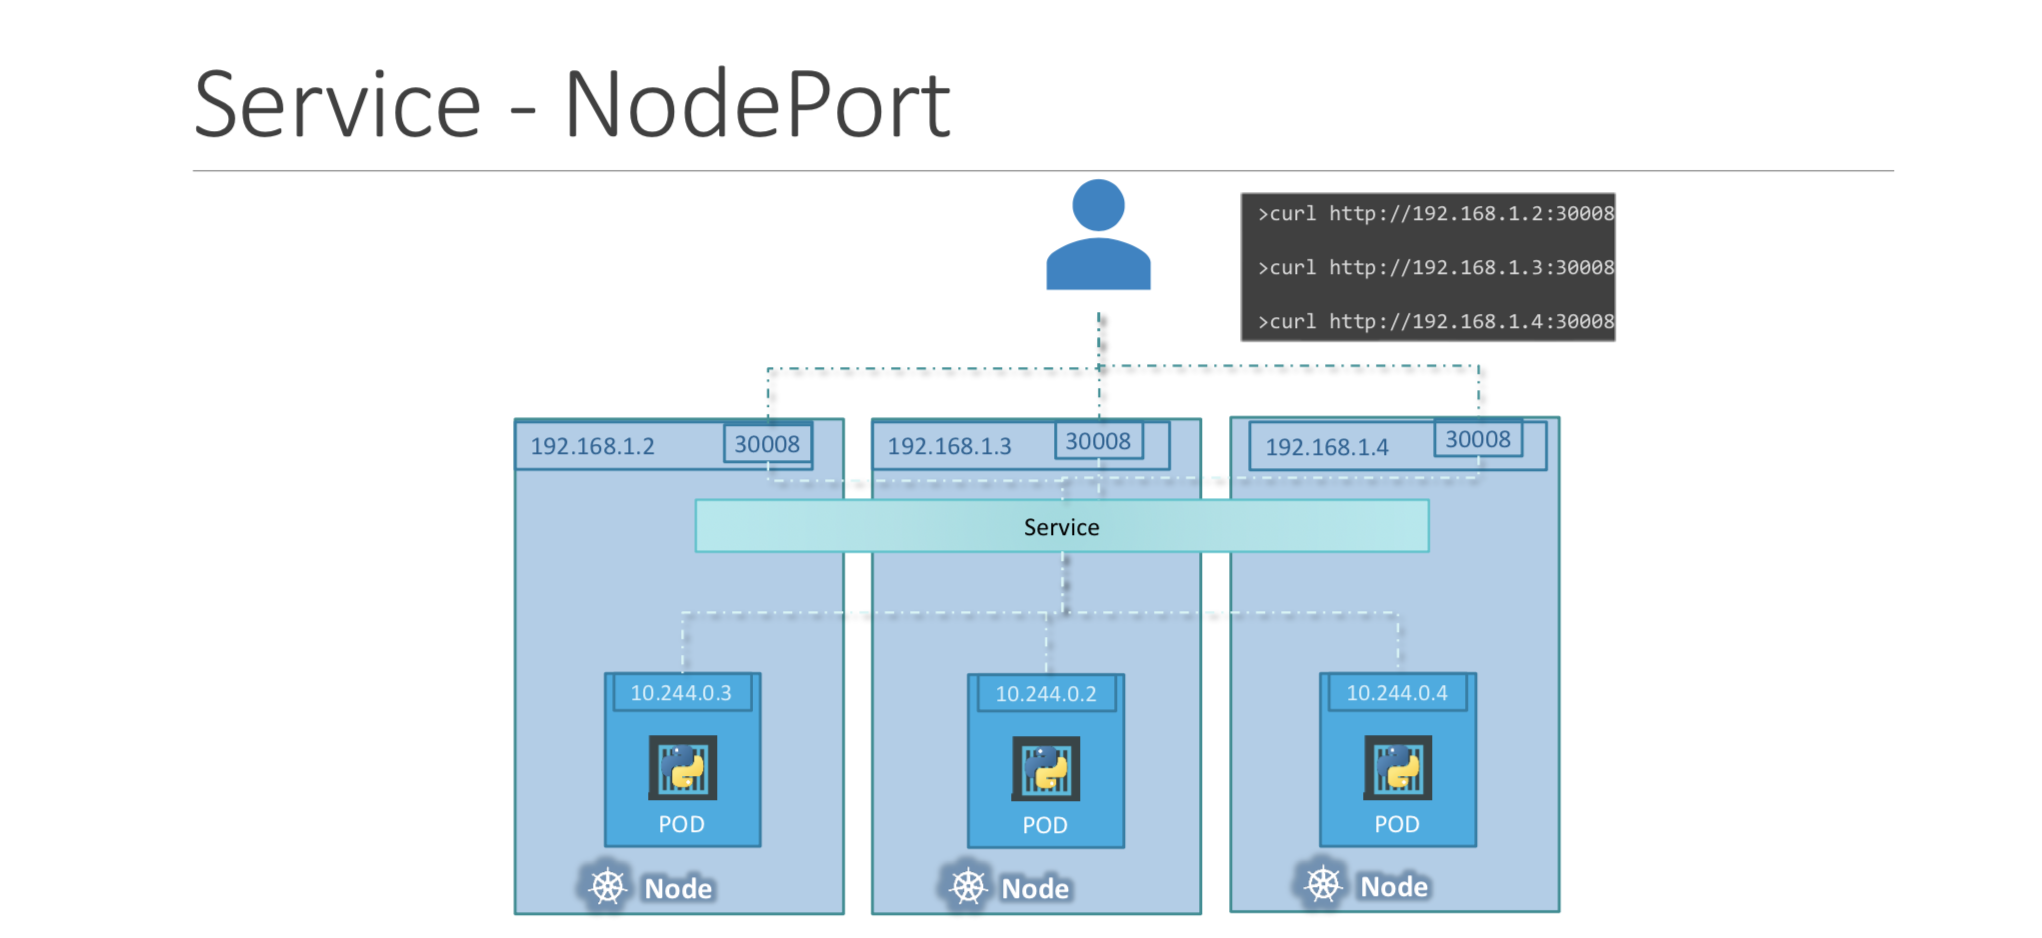 Service - NodePort
>curl http://192.168.1.2:30008
>curl http://192.168.1.3:30008
>curl http://192.168.1.4:30008
192.168.1.2
30008
192.168.1.3
30008
192.168.1.4
30008
Service
10.244.0.3
10.244.0.2
10.244.0.4
POD
POD
POD
Node
Node
Node